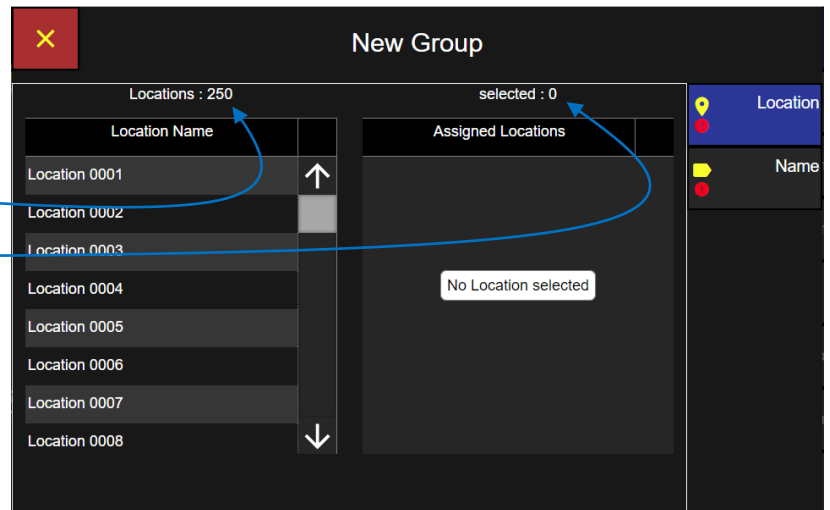 New Group
Locations : 250
selected : 0
Location Name
Assigned Locations
Location 0001
Location 0002
Location 0003
Location 0004
Location 0005
Location 0006
Location 0007
Location 0008
No Location selected
Location
Name